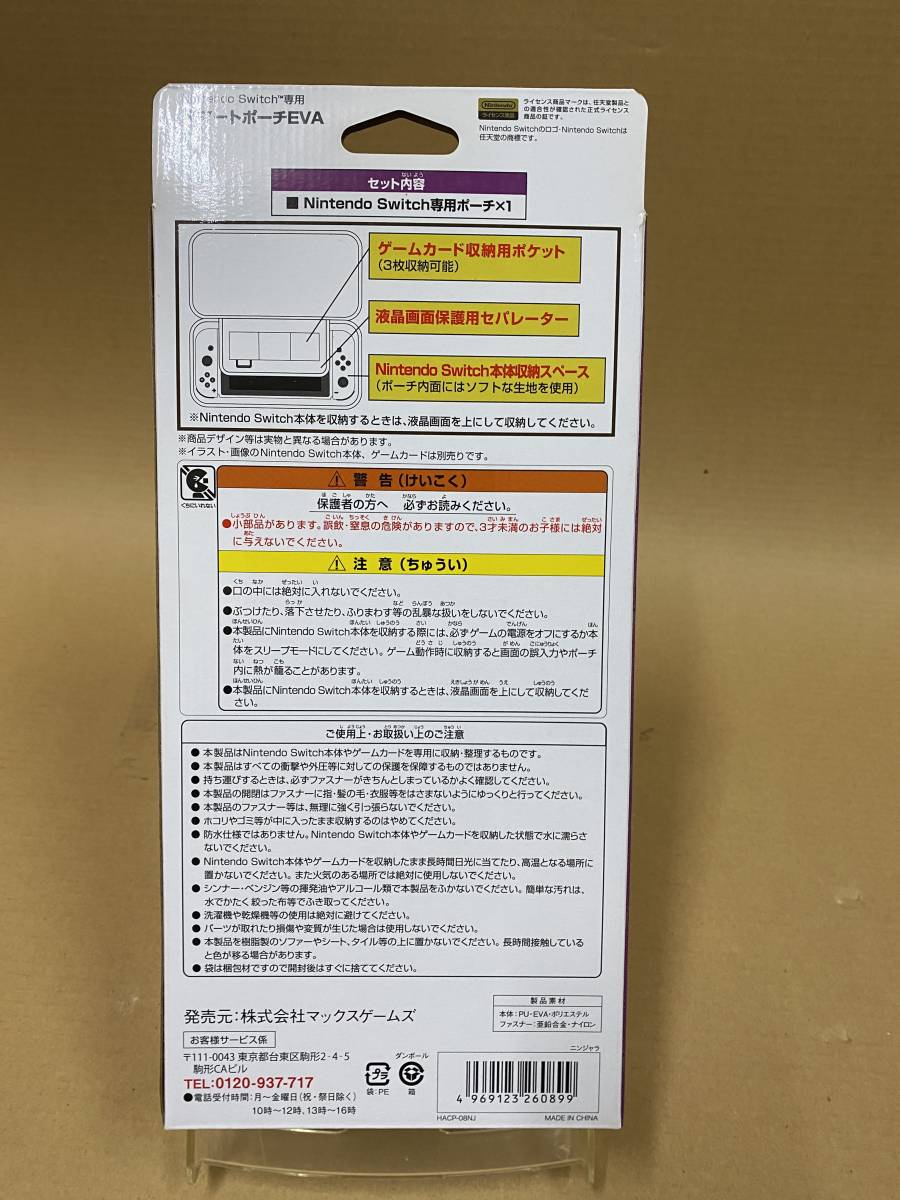 Nintendo Switch™専用
スマートポーチEVA
Nintendo
ライセンス商品
ライセンス商品マークは、任天堂製品と
の適合性が確認された正式ライセンス
商品の証です。
Nintendo Switchのロゴ・Nintendo Switchは
任天堂の商標です。
セット内容
■ Nintendo Switch専用ポーチ×1
ゲームカード収納用ポケット
(3枚収納可能)
液晶画面保護用セパレーター
Nintendo Switch本体収納スペース
(ポーチ内面にはソフトな生地を使用)
※Nintendo Switch本体を収納するときは、液晶画面を上にして収納してください。
※商品デザイン等は実物と異なる場合があります。
※イラスト・画像のNintendo Switch本体、ゲームカードは別売りです。
くちにいれない
⚠ 警 告 (けいこく)
保護者の方へ 必ずお読みください。
●小部品があります。誤飲・窒息の危険がありますので、3才未満のお子様には絶対
に与えないでください。
⚠ 注 意 (ちゅうい)
●口の中には絶対に入れないでください。
●ぶつけたり、落下させたり、ふりまわす等の乱暴な扱いをしないでください。
●本製品にNintendo Switch本体を収納する際には、必ずゲームの電源をオフにするか本
体をスリープモードにしてください。ゲーム動作時に収納すると画面の誤入力やポーチ
内に熱が籠ることがあります。
●本製品にNintendo Switch本体を収納するときは、液晶画面を上にして収納してくだ
さい。
ご使用上・お取扱い上のご注意
● 本製品はNintendo Switch本体やゲームカードを専用に収納・整理するものです。
● 本製品はすべての衝撃や外圧等に対しての保護を保障するものではありません。
● 持ち運びするときは、必ずファスナーがきちんとしまっているかよく確認してください。
● 本製品の開閉はファスナーに指・髪の毛・衣服等をはさまないようにゆっくりと行ってください。
● 本製品のファスナー等は、無理に強く引っ張らないでください。
● ホコリやゴミ等が中に入ったまま収納するのはやめてください。
● 防水仕様ではありません。Nintendo Switch本体やゲームカードを収納した状態で水に濡らさ
ないでください。
● Nintendo Switch本体やゲームカードを収納したまま長時間日光に当てたり、高温となる場所に
置かないでください。また火気のある場所では絶対に使用しないでください。
● シンナー・ベンジン等の揮発油やアルコール類で本製品をふかないでください。簡単な汚れは、
水でかたく絞った布等でふき取ってください。
● 洗濯機や乾燥機等の使用は絶対に避けてください。
● パーツが取れたり損傷や変質が生じた場合は使用しないでください。
● 本製品を樹脂製のソファーやシート、タイル等の上に置かないでください。長時間接触している
と色が移る場合があります。
● 袋は梱包材ですので開封後はすぐに捨ててください。
発売元：株式会社マックスゲームズ
お客様サービス係
〒111-0043 東京都台東区駒形2-4-5
駒形CAビル
TEL:0120-937-717
●電話受付時間：月～金曜日(祝・祭日除く)
10時～12時、13時～16時
プラ
袋：PE
ダンボール
箱
製品素材
本体：PU・EVA・ポリエステル
ファスナー：亜鉛合金・ナイロン
ニンジャラ
4 969123 260899
HACP-08NJ
MADE IN CHINA